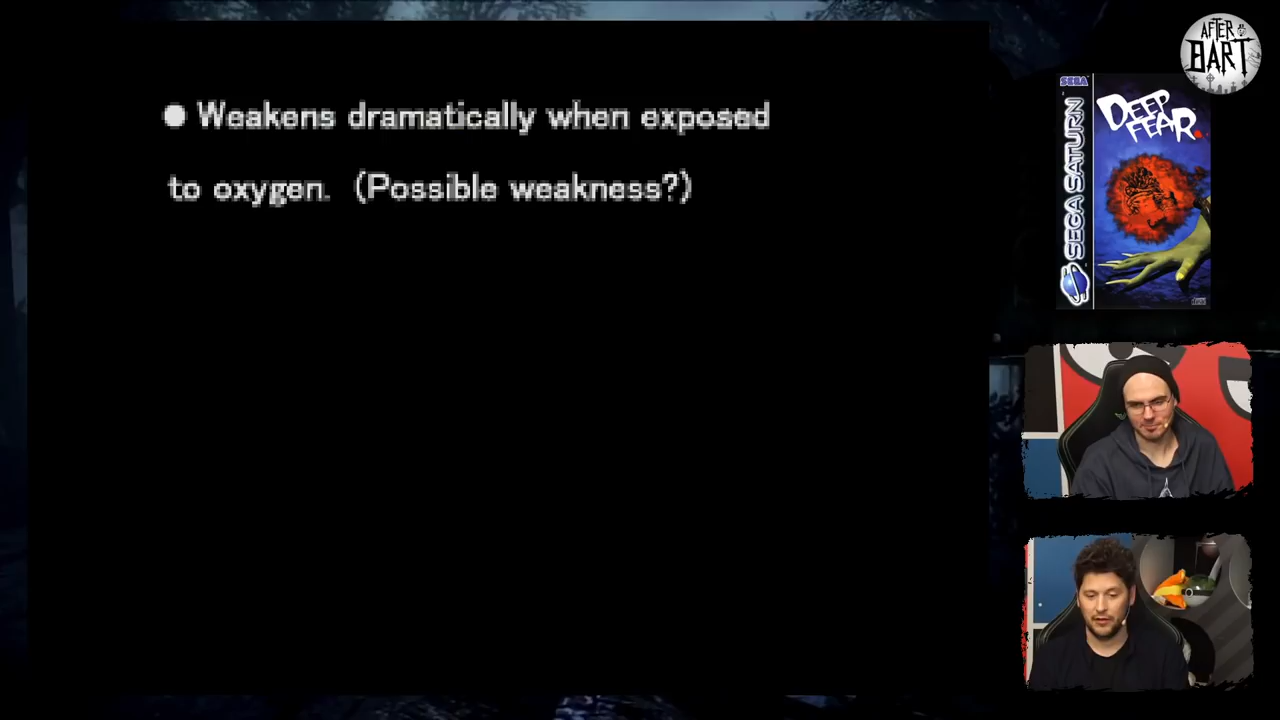 ● Weakens dramatically when exposed
to oxygen. (Possible weakness?)
AFTER
BART
SEGA
SEGA SATURN
DEEP
FEAR.